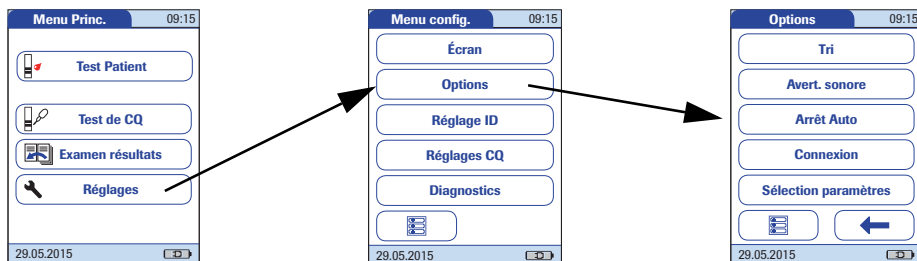 Menu Princ. 09:15
Test Patient
Test de CQ
Examen résultats
Réglages
29.05.2015
Menu config. 09:15
Écran
Options
Réglage ID
Réglages CQ
Diagnostics
29.05.2015
Options 09:15
Tri
Avert. sonore
Arrêt Auto
Connexion
Sélection paramètres
29.05.2015